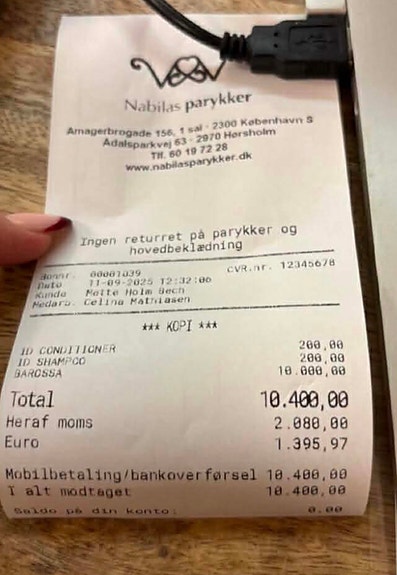 Nabilas parykker
Amagerbrogade 156, 1 sal - 2300 København S
Ådalsparkvej 63 - 2970 Hørsholm
Tlf. 60 19 72 28
www.nabilasparykker.dk
Ingen returret på parykker og
hovedbeklædning
Bonnr. 00001039 CVR.nr. 12345678
Dato 11-09-2025 12:32:00
Kunde Mette Holm Bech
Medarb. Celina Mathiasen
*** KOPI ***
ID CONDITIONER 200,00
ID SHAMPOO 200,00
BAROSSA 10.000,00
Total 10.400,00
Heraf moms 2.080,00
Euro 1.395,97
Mobilbetaling/bankoverførsel 10.400,00
I alt modtaget 10.400,00
Saldo på din konto: 0.00